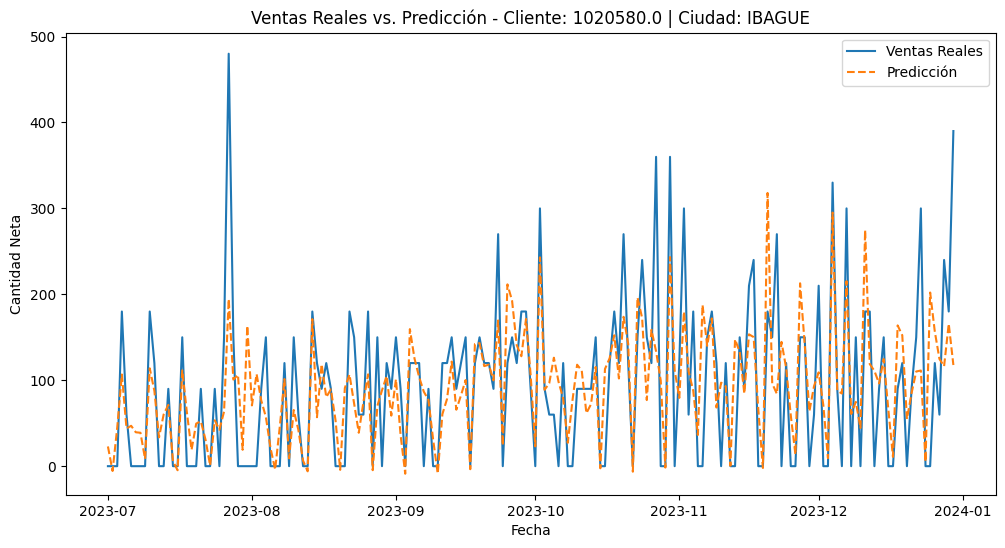 Ventas Reales vs. Predicción - Cliente: 1020580.0 | Ciudad: IBAGUE
Ventas Reales
Predicción
Cantidad Neta
500
400
300
200
100
0
2023-07
2023-08
2023-09
2023-10
2023-11
2023-12
2024-01
Fecha